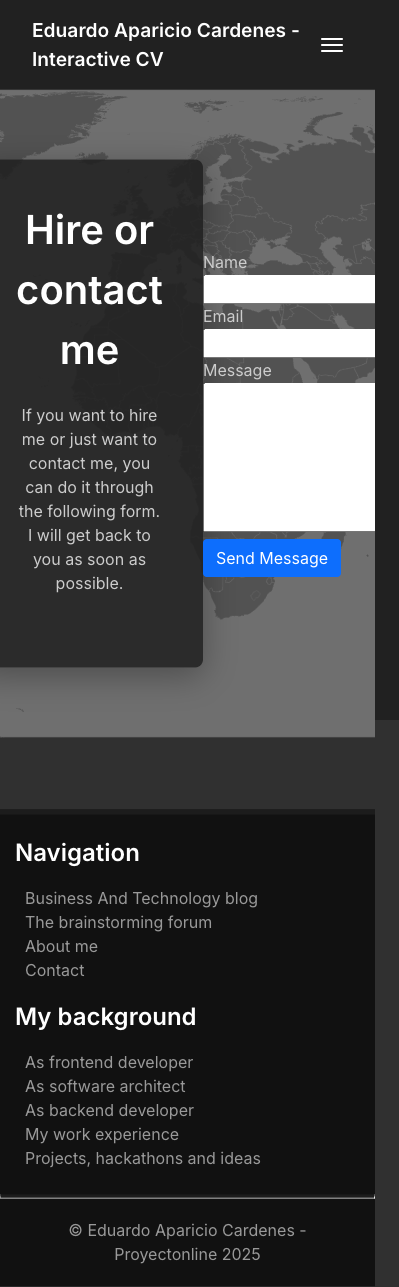 Eduardo Aparicio Cardenes -
Interactive CV
Hire or
contact
me
If you want to hire
me or just want to
contact me, you
can do it through
the following form.
I will get back to
you as soon as
possible.
Name
Email
Message
Send Message
Navigation
Business And Technology blog
The brainstorming forum
About me
Contact
My background
As frontend developer
As software architect
As backend developer
My work experience
Projects, hackathons and ideas
© Eduardo Aparicio Cardenes -
Proyectonline 2025